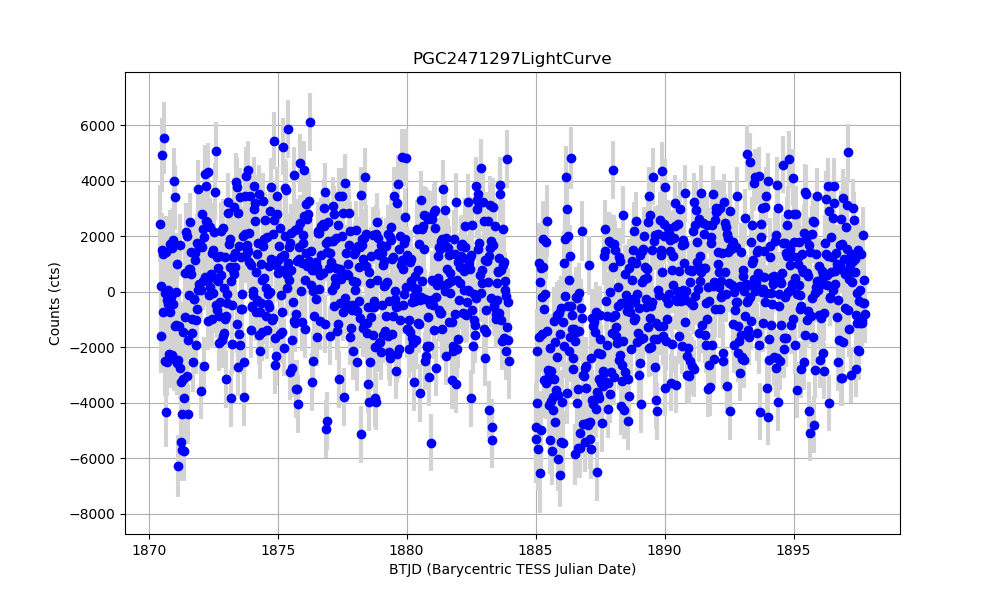 PGC2471297LightCurve
6000
4000
2000
0
−2000
−4000
−6000
−8000
Counts (cts)
1870 1875 1880 1885 1890 1895
BTJD (Barycentric TESS Julian Date)